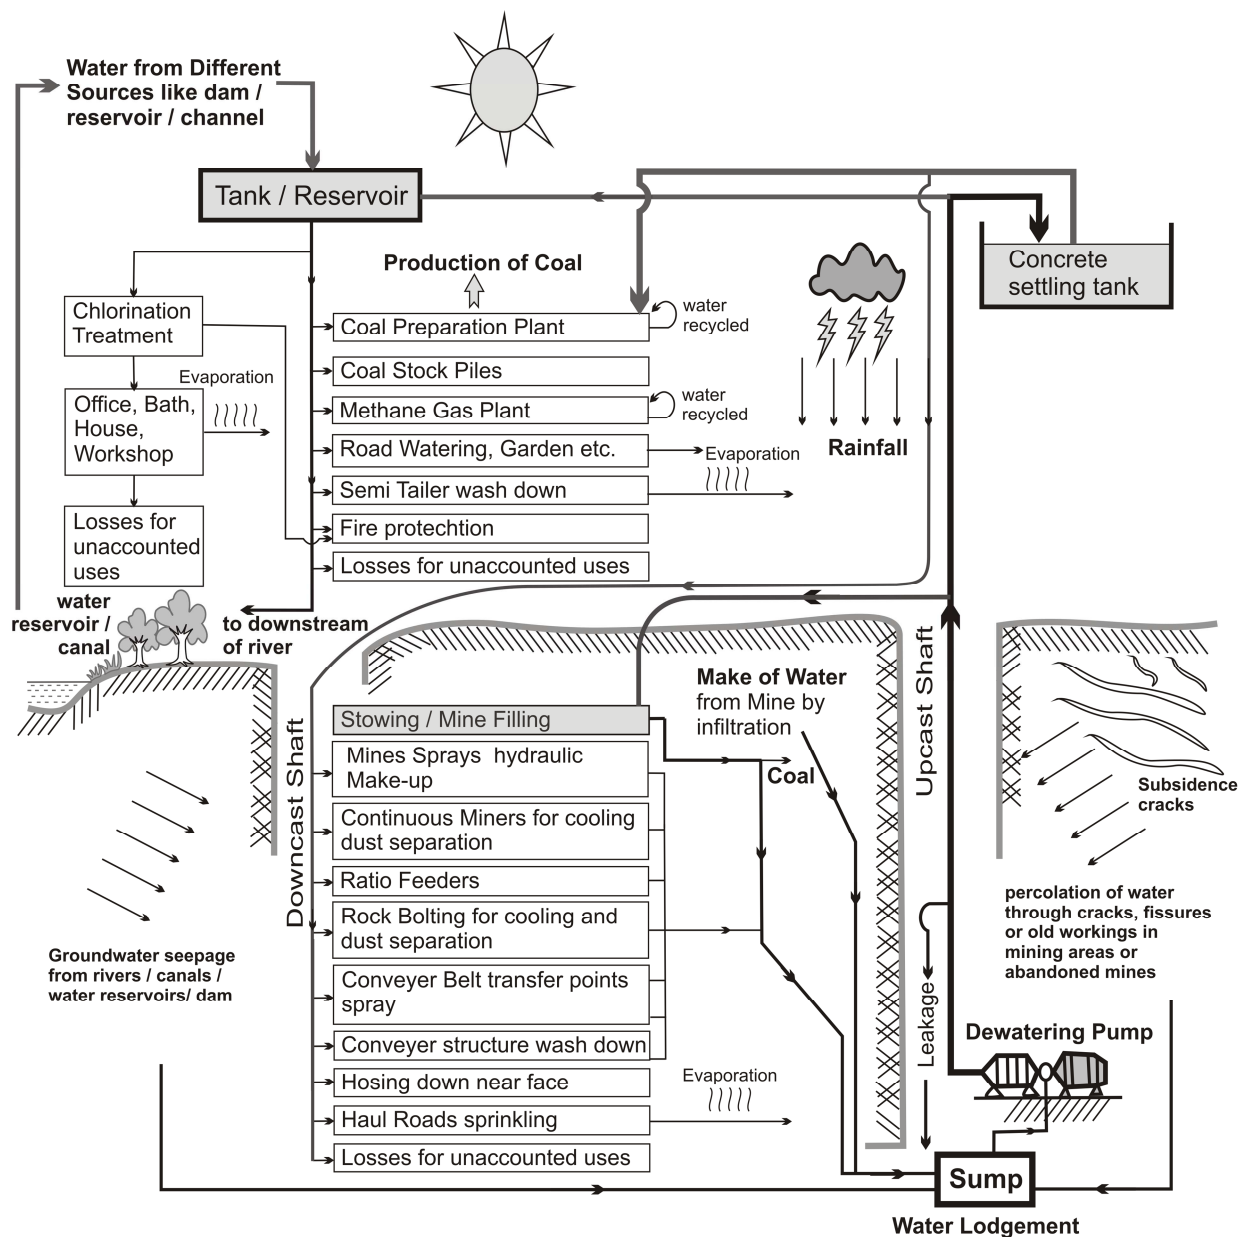 Water from Different
Sources like dam /
reservoir / channel
Tank / Reservoir
Concrete
settling tank
Production of Coal
Chlorination
Treatment
Evaporation
Office, Bath,
House,
Workshop
Losses for
unaccounted
uses
Coal Preparation Plant
water
recycled
Coal Stock Piles
Methane Gas Plant
water
recycled
Road Watering, Garden etc.
Evaporation
Semi Tailer wash down
Fire protechtion
Losses for unaccounted uses
Rainfall
water
reservoir /
canal
to downstream
of river
Downcast Shaft
Stowing / Mine Filling
Mines Sprays hydraulic
Make-up
Continuous Miners for cooling
dust separation
Ratio Feeders
Rock Bolting for cooling and
dust separation
Conveyer Belt transfer points
spray
Conveyer structure wash down
Hosing down near face
Haul Roads sprinkling
Losses for unaccounted uses
Evaporation
Make of Water
from Mine by
infiltration
Coal
Upcast Shaft
Subsidence
cracks
percolation of water
through cracks, fissures
or old workings in
mining areas or
abandoned mines
Groundwater seepage
from rivers / canals /
water reservoirs/ dam
Leakage
Dewatering Pump
Sump
Water Lodgement